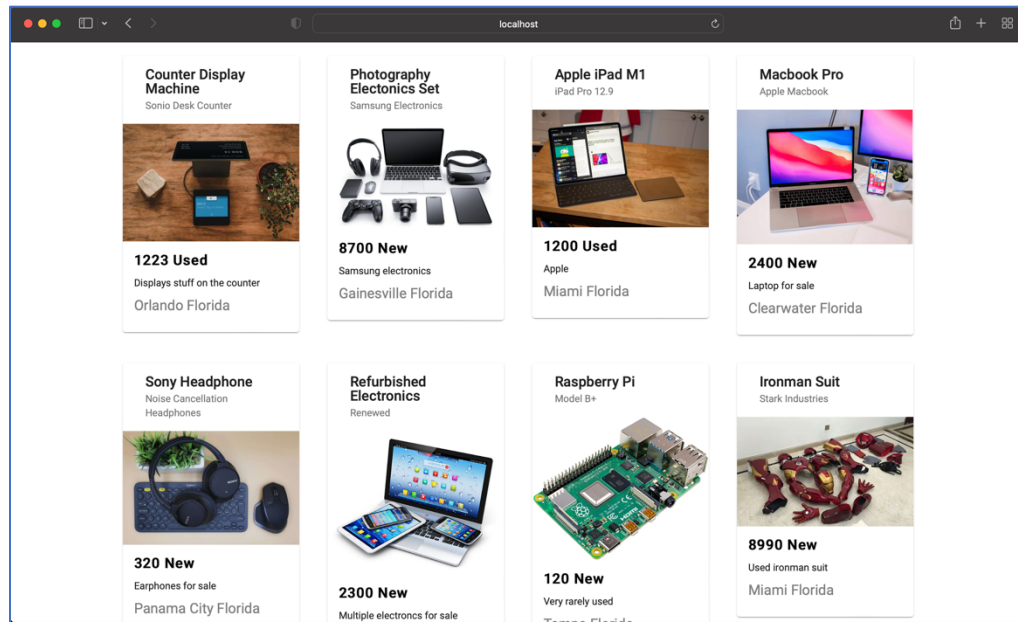 localhost
Counter Display
Machine
Sonio Desk Counter
1223 Used
Displays stuff on the counter
Orlando Florida
Photography
Electonics Set
Samsung Electronics
8700 New
Samsung electronics
Gainesville Florida
Apple iPad M1
iPad Pro 12.9
1200 Used
Apple
Miami Florida
Macbook Pro
Apple Macbook
2400 New
Laptop for sale
Clearwater Florida
Sony Headphone
Noise Cancellation
Headphones
320 New
Earphones for sale
Panama City Florida
Refurbished
Electronics
Renewed
2300 New
Multiple electroncs for sale
Raspberry Pi
Model B+
120 New
Very rarely used
Tampa Florida
Ironman Suit
Stark Industries
8990 New
Used ironman suit
Miami Florida